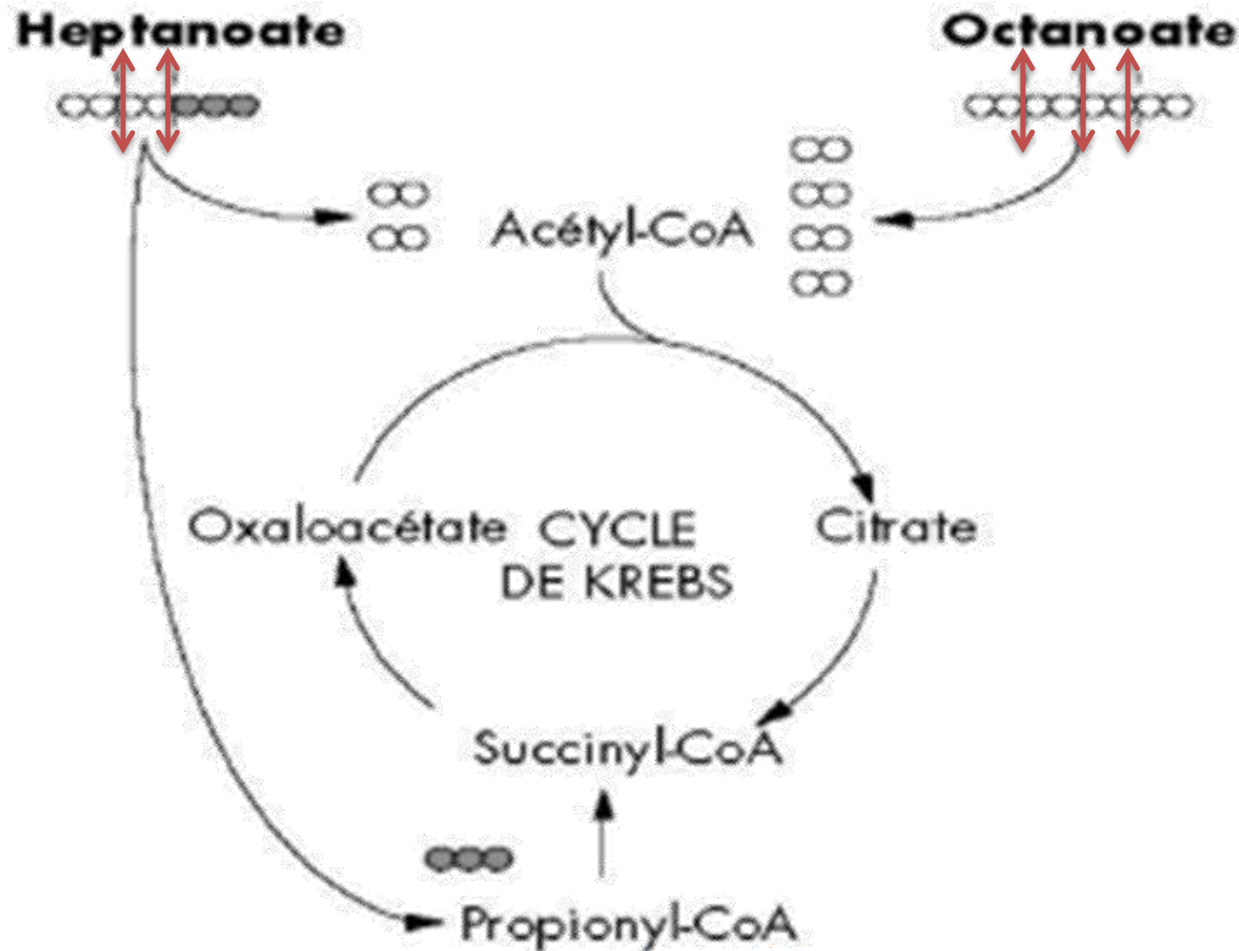 Heptanoate
Octanoate
Acétyl-CoA
Oxaloacétate
CYCLE
DE KREBS
Citrate
Succinyl-CoA
Propionyl-CoA